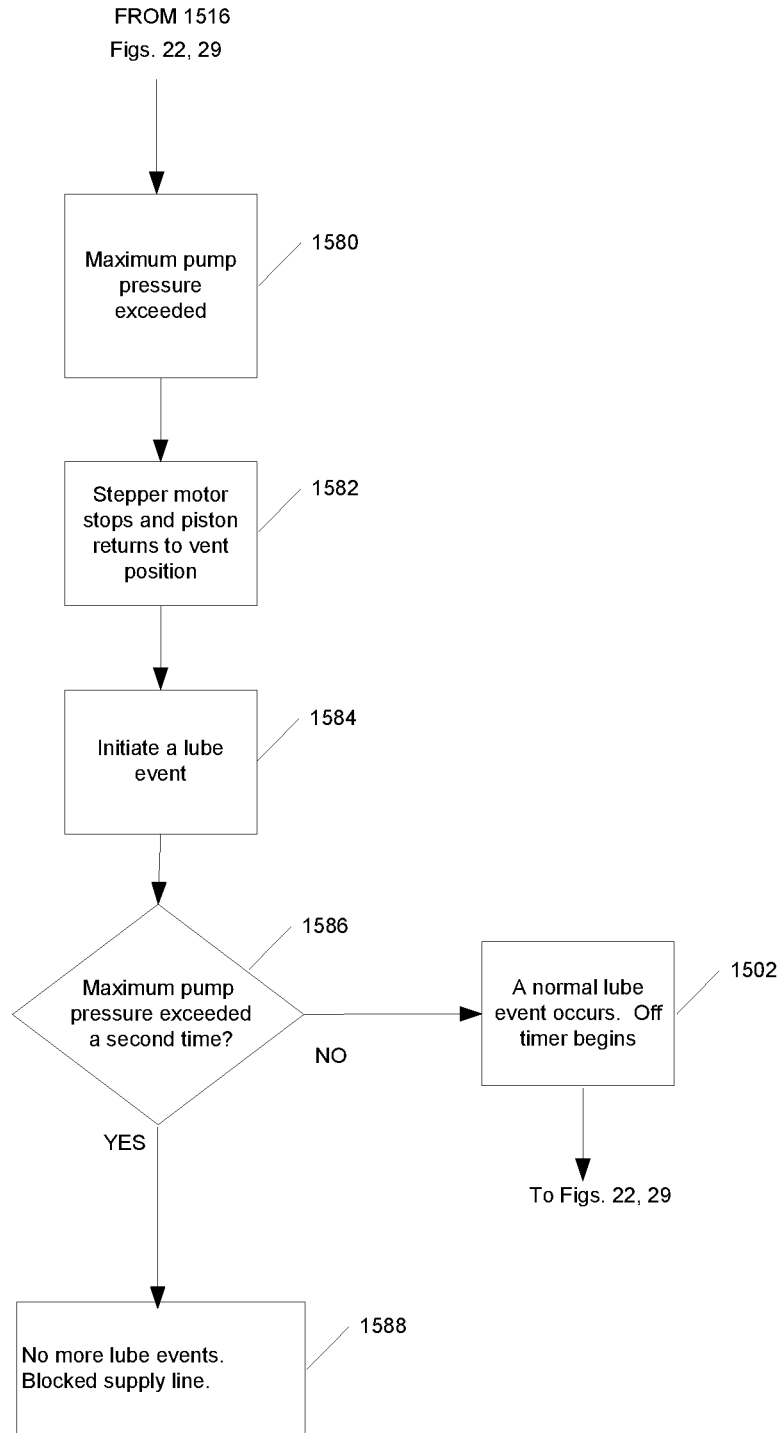 FROM 1516
Figs. 22, 29
Maximum pump
pressure
exceeded
1580
Stepper motor
stops and piston
returns to vent
position
1582
Initiate a lube
event
1584
Maximum pump
pressure exceeded
a second time?
1586
NO
YES
A normal lube
event occurs.  Off
timer begins
1502
To Figs. 22, 29
No more lube events.
Blocked supply line.
1588